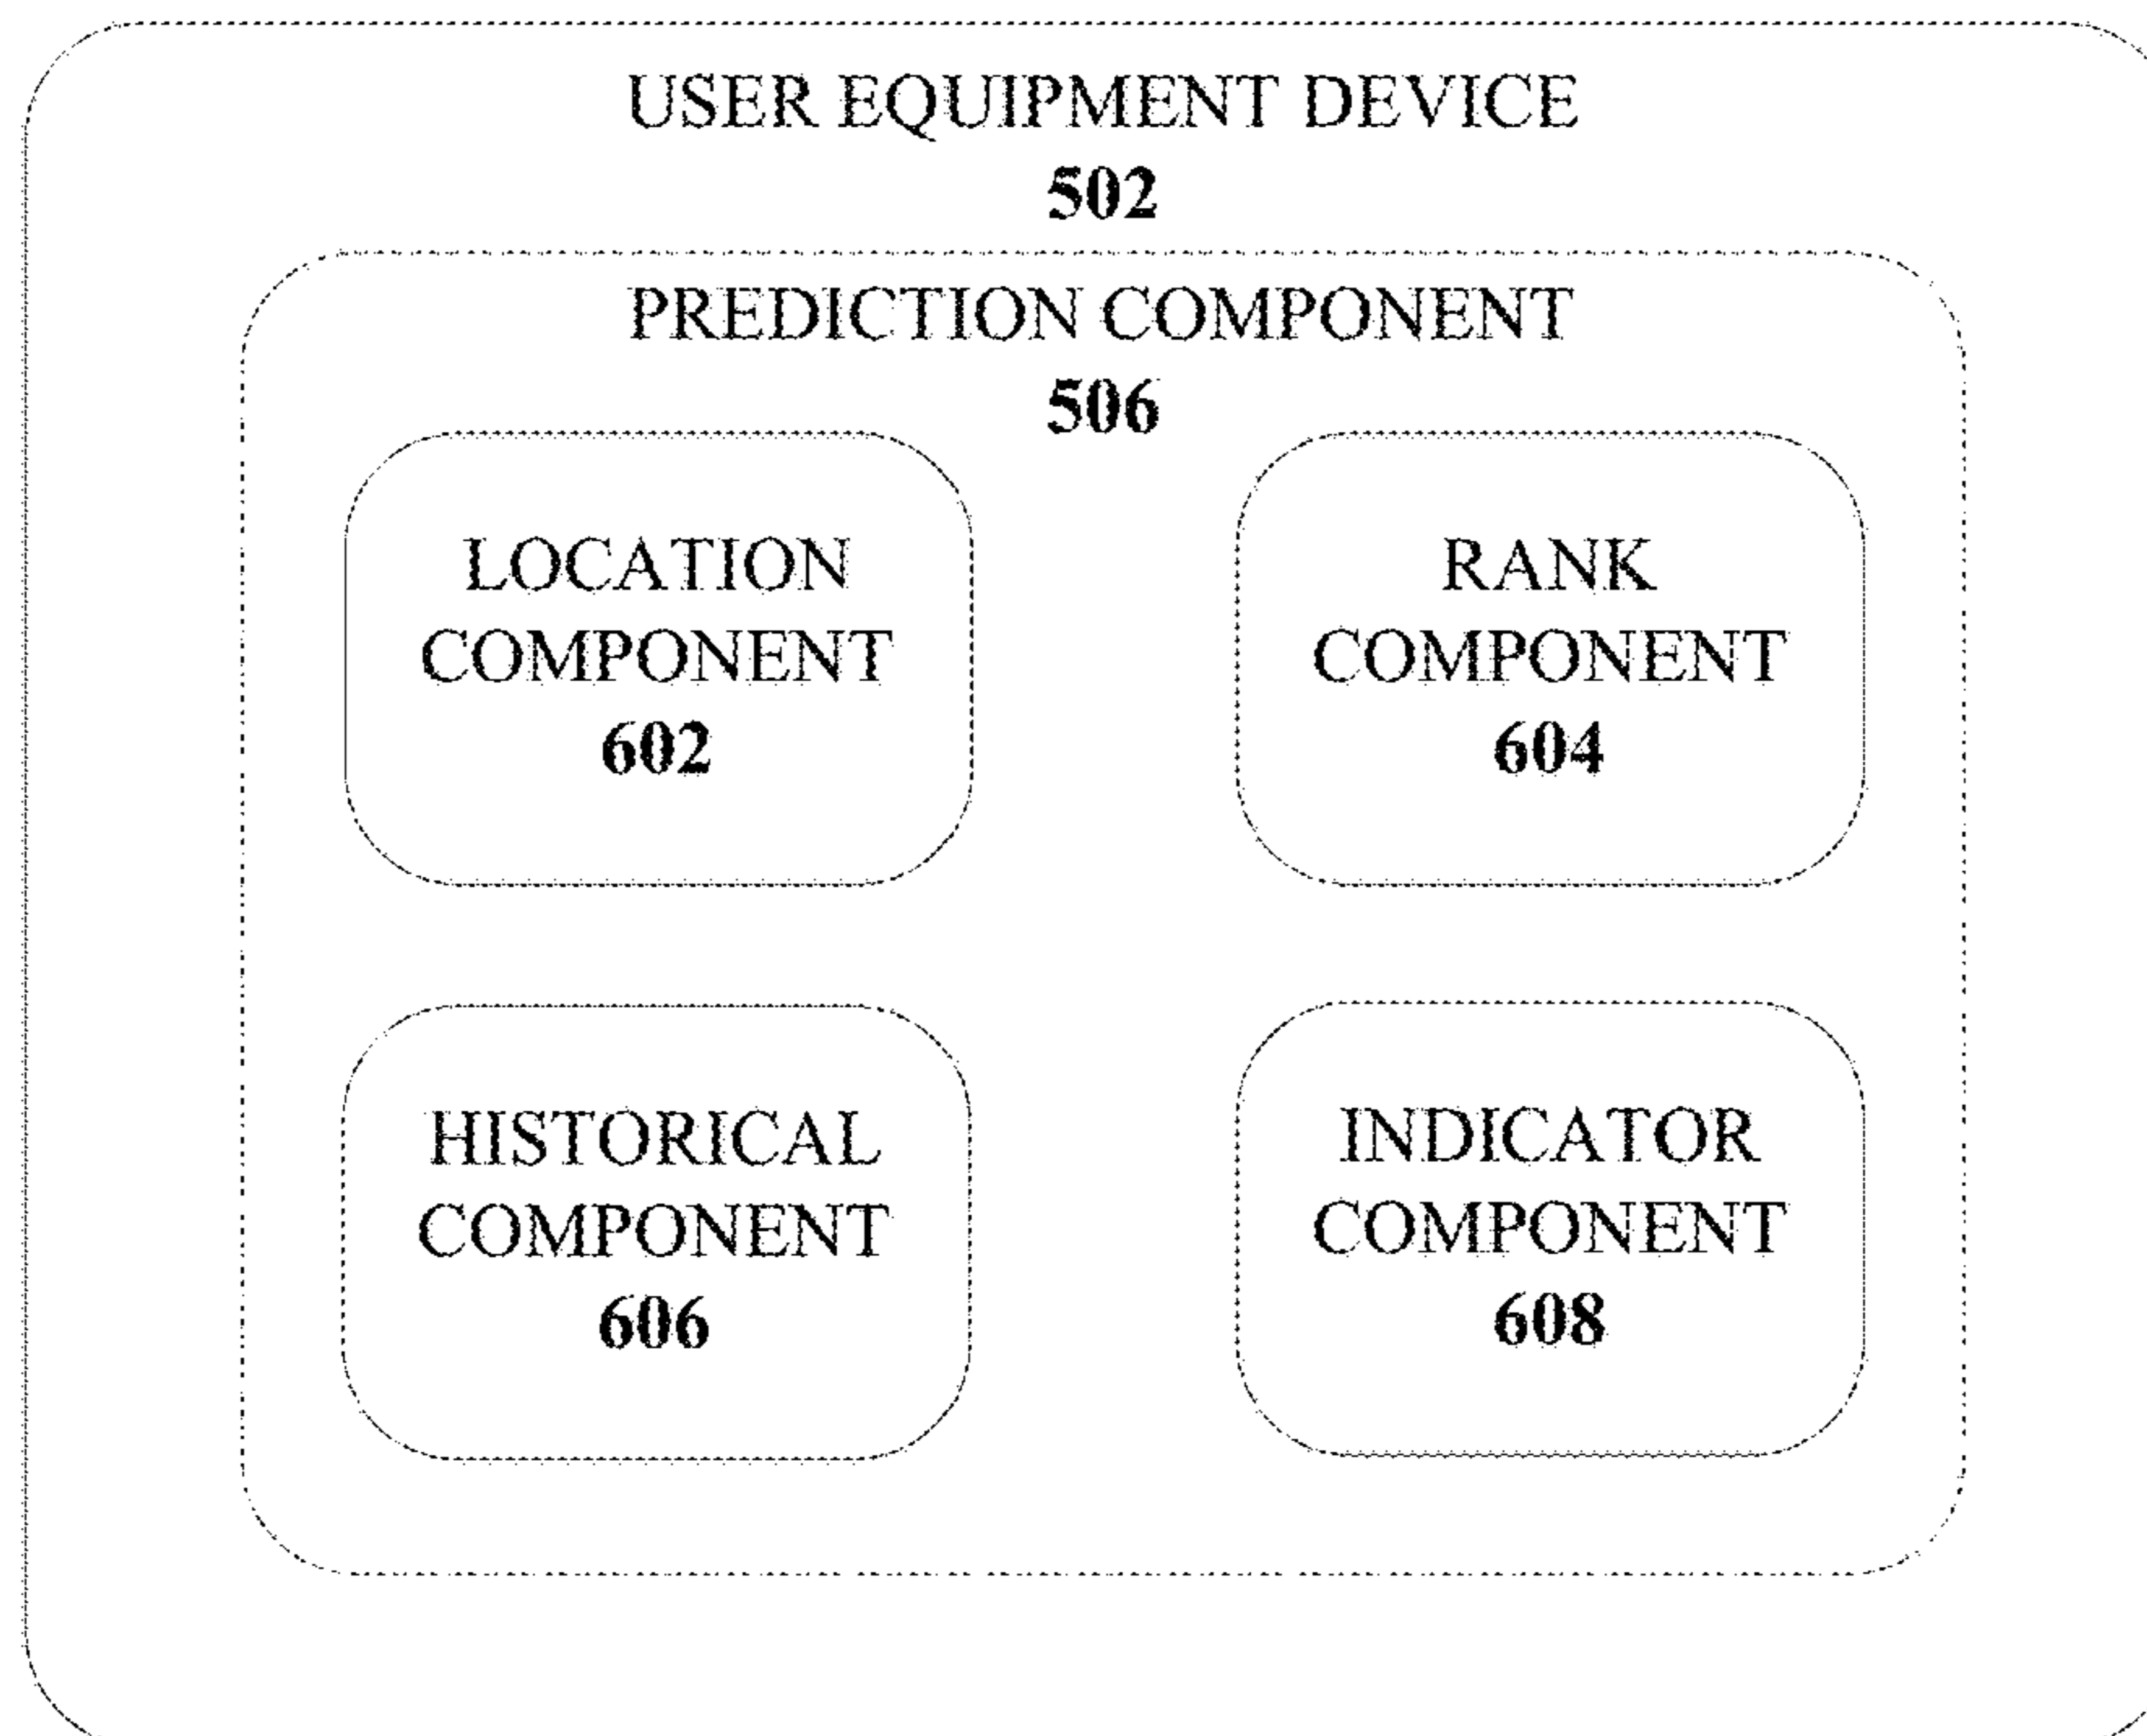 USER EQUIPMENT DEVICE
502
PREDICTION COMPONENT
506
LOCATION
COMPONENT
602
RANK
COMPONENT
604
HISTORICAL
COMPONENT
606
INDICATOR
COMPONENT
608